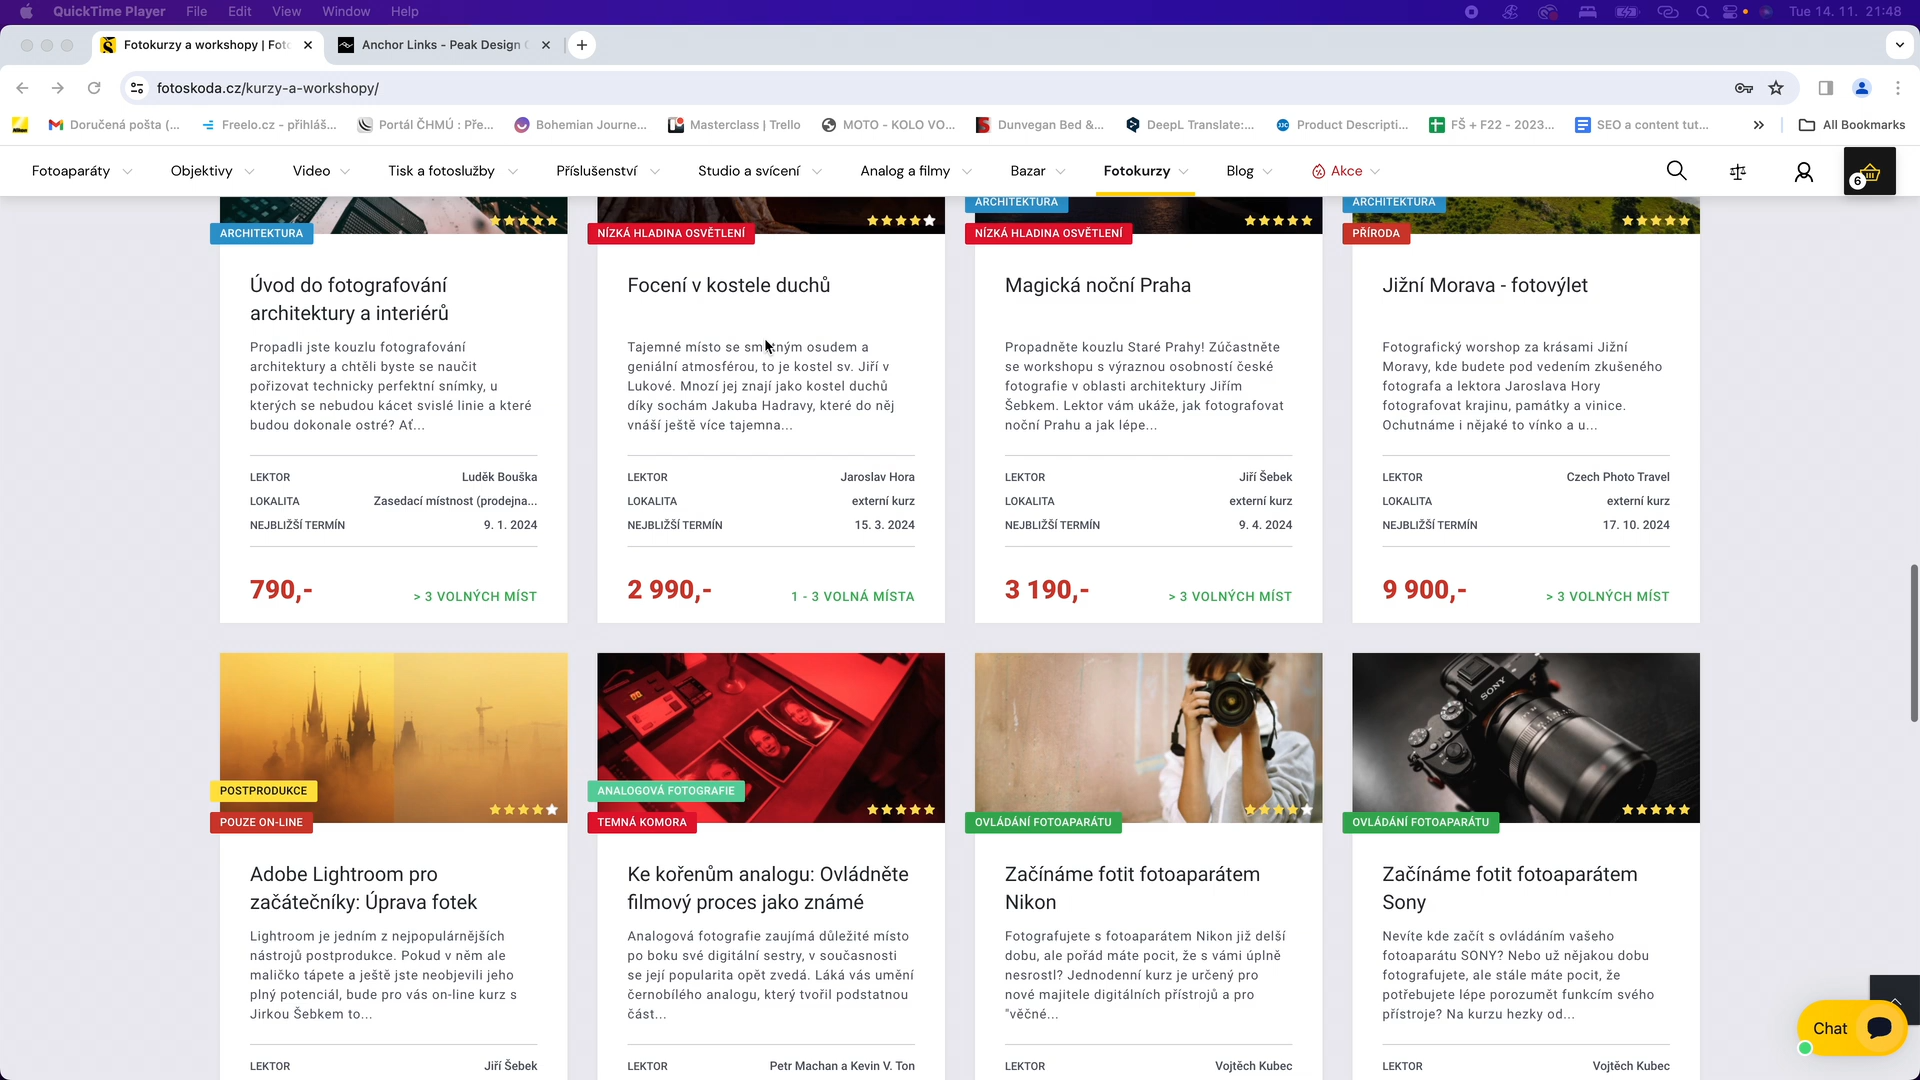 QuickTime Player File Edit View Window Help Tue 14. 11. 21:48
Fotokurzy a workshopy | Foto
Anchor Links - Peak Design
fotoskoda.cz/kurzy-a-workshopy/
Doručená pošta (... Freelo.cz - přihláš... Portál ČHMÚ : Pře... Bohemian Journe... Masterclass | Trello MOTO - KOLO VO... Dunvegan Bed &... DeepL Translate:... Product Descripti... FŠ + F22 - 2023... SEO a content tut... All Bookmarks
Fotoaparáty Objektivy Video Tisk a fotoslužby Příslušenství Studio a svícení Analog a filmy Bazar Fotokurzy Blog Akce 6
ARCHITEKTURA
NÍZKÁ HLADINA OSVĚTLENÍ
ARCHITEKTURA
NÍZKÁ HLADINA OSVĚTLENÍ
ARCHITEKTURA
PŘÍRODA
Úvod do fotografování
architektury a interiérů
Propadli jste kouzlu fotografování
architektury a chtěli byste se naučit
pořizovat technicky perfektní snímky, u
kterých se nebudou kácet svislé linie a které
budou dokonale ostré? Ať...
LEKTOR Luděk Bouška
LOKALITA Zasedací místnost (prodejna...
NEJBLIŽŠÍ TERMÍN 9. 1. 2024
790,- > 3 VOLNÝCH MÍST
Focení v kostele duchů
Tajemné místo se smutným osudem a
geniální atmosférou, to je kostel sv. Jiří v
Lukové. Mnozí jej znají jako kostel duchů
díky sochám Jakuba Hadravy, které do něj
vnáší ještě více tajemna...
LEKTOR Jaroslav Hora
LOKALITA externí kurz
NEJBLIŽŠÍ TERMÍN 15. 3. 2024
2 990,- 1 - 3 VOLNÁ MÍSTA
Magická noční Praha
Propadněte kouzlu Staré Prahy! Zúčastněte
se workshopu s výraznou osobností české
fotografie v oblasti architektury Jiřím
Šebkem. Lektor vám ukáže, jak fotografovat
noční Prahu a jak lépe...
LEKTOR Jiří Šebek
LOKALITA externí kurz
NEJBLIŽŠÍ TERMÍN 9. 4. 2024
3 190,- > 3 VOLNÝCH MÍST
Jižní Morava - fotovýlet
Fotografický worshop za krásami Jižní
Moravy, kde budete pod vedením zkušeného
fotografa a lektora Jaroslava Hory
fotografovat krajinu, památky a vinice.
Ochutnáme i nějaké to vínko a u...
LEKTOR Czech Photo Travel
LOKALITA externí kurz
NEJBLIŽŠÍ TERMÍN 17. 10. 2024
9 900,- > 3 VOLNÝCH MÍST
POSTPRODUKCE
POUZE ON-LINE
Adobe Lightroom pro
začátečníky: Úprava fotek
Lightroom je jedním z nejpopulárnějších
nástrojů postprodukce. Pokud v něm ale
maličko tápete a ještě jste neobjevili jeho
plný potenciál, bude pro vás on-line kurz s
Jirkou Šebkem to...
LEKTOR Jiří Šebek
ANALOGOVÁ FOTOGRAFIE
TEMNÁ KOMORA
Ke kořenům analogu: Ovládněte
filmový proces jako známé
Analogová fotografie zaujímá důležité místo
po boku své digitální sestry, v současnosti
se její popularita opět zvedá. Láká vás umění
černobílého analogu, který tvořil podstatnou
část...
LEKTOR Petr Machan a Kevin V. Ton
OVLÁDÁNÍ FOTOAPARÁTU
Začínáme fotit fotoaparátem
Nikon
Fotografujete s fotoaparátem Nikon již delší
dobu, ale pořád máte pocit, že s vámi úplně
nesrostl? Jednodenní kurz je určený pro
nové majitele digitálních přístrojů a pro
"věčné...
LEKTOR Vojtěch Kubec
SONY
OVLÁDÁNÍ FOTOAPARÁTU
Začínáme fotit fotoaparátem
Sony
Nevíte kde začít s ovládáním vašeho
fotoaparátu SONY? Nebo už nějakou dobu
fotografujete, ale stále máte pocit, že
potřebujete lépe porozumět funkcím svého
přístroje? Na kurzu hezky od...
LEKTOR Vojtěch Kubec
Chat